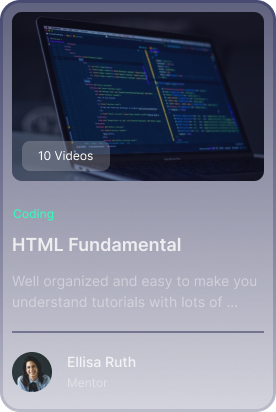 10 Videos
Coding
HTML Fundamental
Well organized and easy to make you
understand tutorials with lots of ...
Ellisa Ruth
Mentor